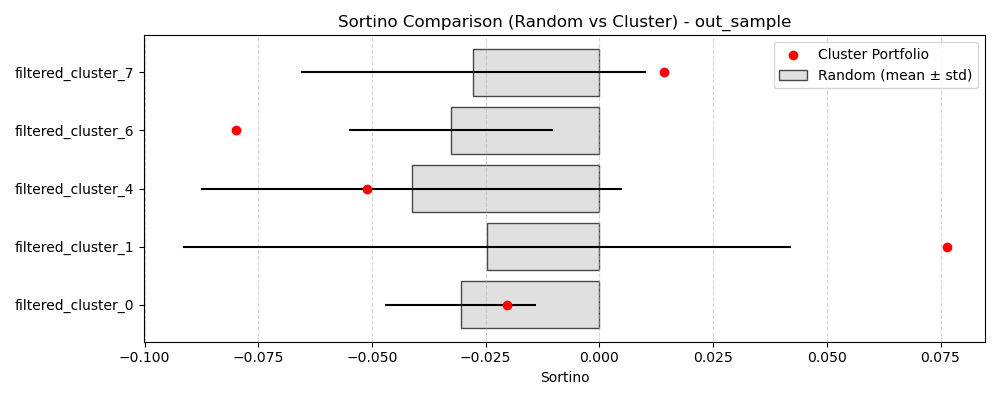 Sortino Comparison (Random vs Cluster) - out_sample
Cluster Portfolio
Random (mean ± std)
filtered_cluster_7
filtered_cluster_6
filtered_cluster_4
filtered_cluster_1
filtered_cluster_0
−0.100 −0.075 −0.050 −0.025 0.000 0.025 0.050 0.075
Sortino